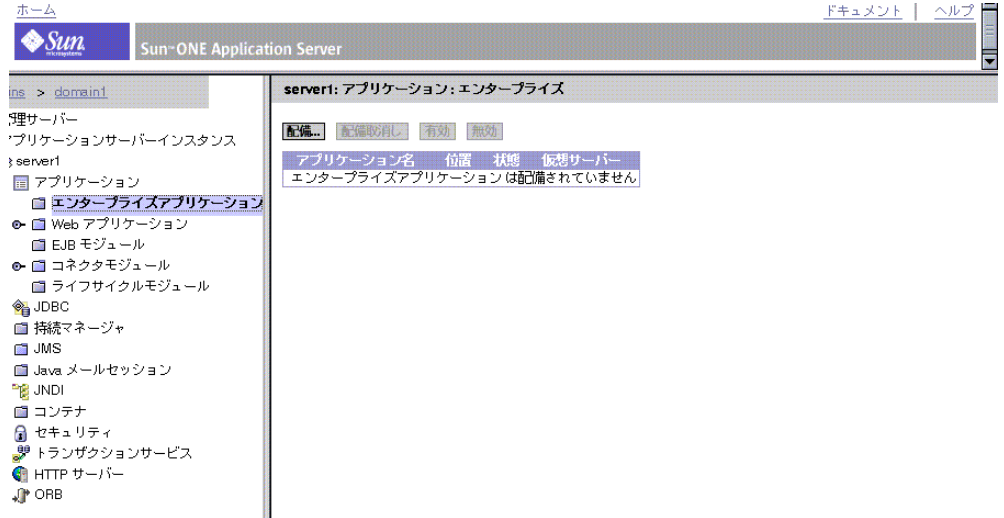 ホーム
ドキュメント | ヘルプ
Sun
microsystems
Sun ONE Application Server
ins > domain1
理サーバー
プリケーションサーバーインスタンス
server1
アプリケーション
エンタープライズアプリケーション
Web アプリケーション
EJB モジュール
コネクタモジュール
ライフサイクルモジュール
JDBC
持続マネージャ
JMS
Java メールセッション
JNDI
コンテナ
セキュリティ
トランザクションサービス
HTTP サーバー
ORB
server1: アプリケーション: エンタープライズ
配備... 配備取消し 有効 無効
アプリケーション名 位置 状態 仮想サーバー
エンタープライズアプリケーション は配備されていません